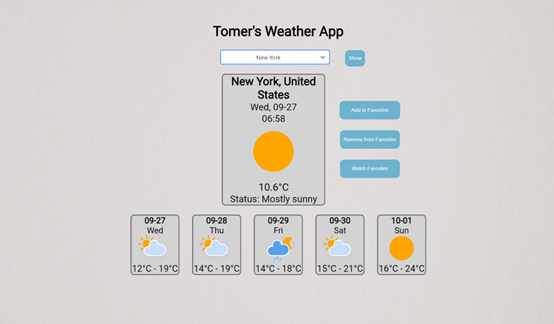 Tomer's Weather App
New York
Show
New York, United
States
Wed, 09-27
06:58
10.6°C
Status: Mostly sunny
Add to Favorites
Remove from Favorites
Watch Favorites
09-27
Wed
12°C - 19°C
09-28
Thu
14°C - 19°C
09-29
Fri
14°C - 18°C
09-30
Sat
15°C - 21°C
10-01
Sun
16°C - 24°C